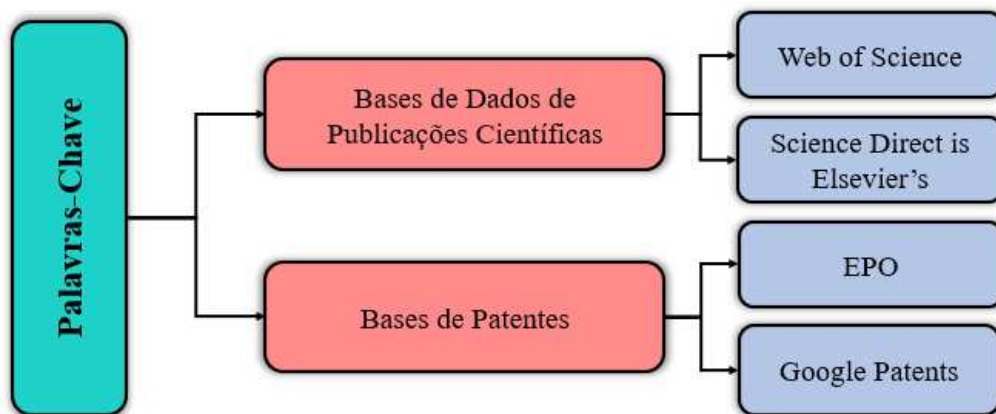 Palavras-Chave
Bases de Dados de
Publicações Científicas
Web of Science
Science Direct is
Elsevier's
Bases de Patentes
EPO
Google Patents